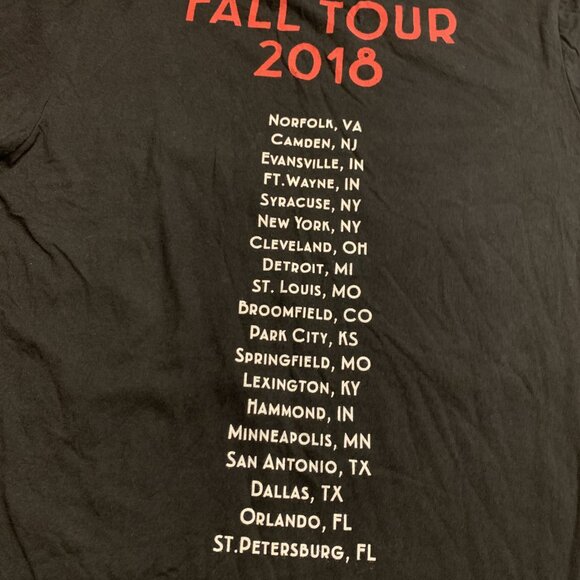 FALL TOUR
2018
NORFOLK, VA
CAMDEN, NJ
EVANSVILLE, IN
FT.WAYNE, IN
SYRACUSE, NY
NEW YORK, NY
CLEVELAND, OH
DETROIT, MI
ST. LOUIS, MO
BROOMFIELD, CO
PARK CITY, KS
SPRINGFIELD, MO
LEXINGTON, KY
HAMMOND, IN
MINNEAPOLIS, MN
SAN ANTONIO, TX
DALLAS, TX
ORLANDO, FL
ST.PETERSBURG, FL